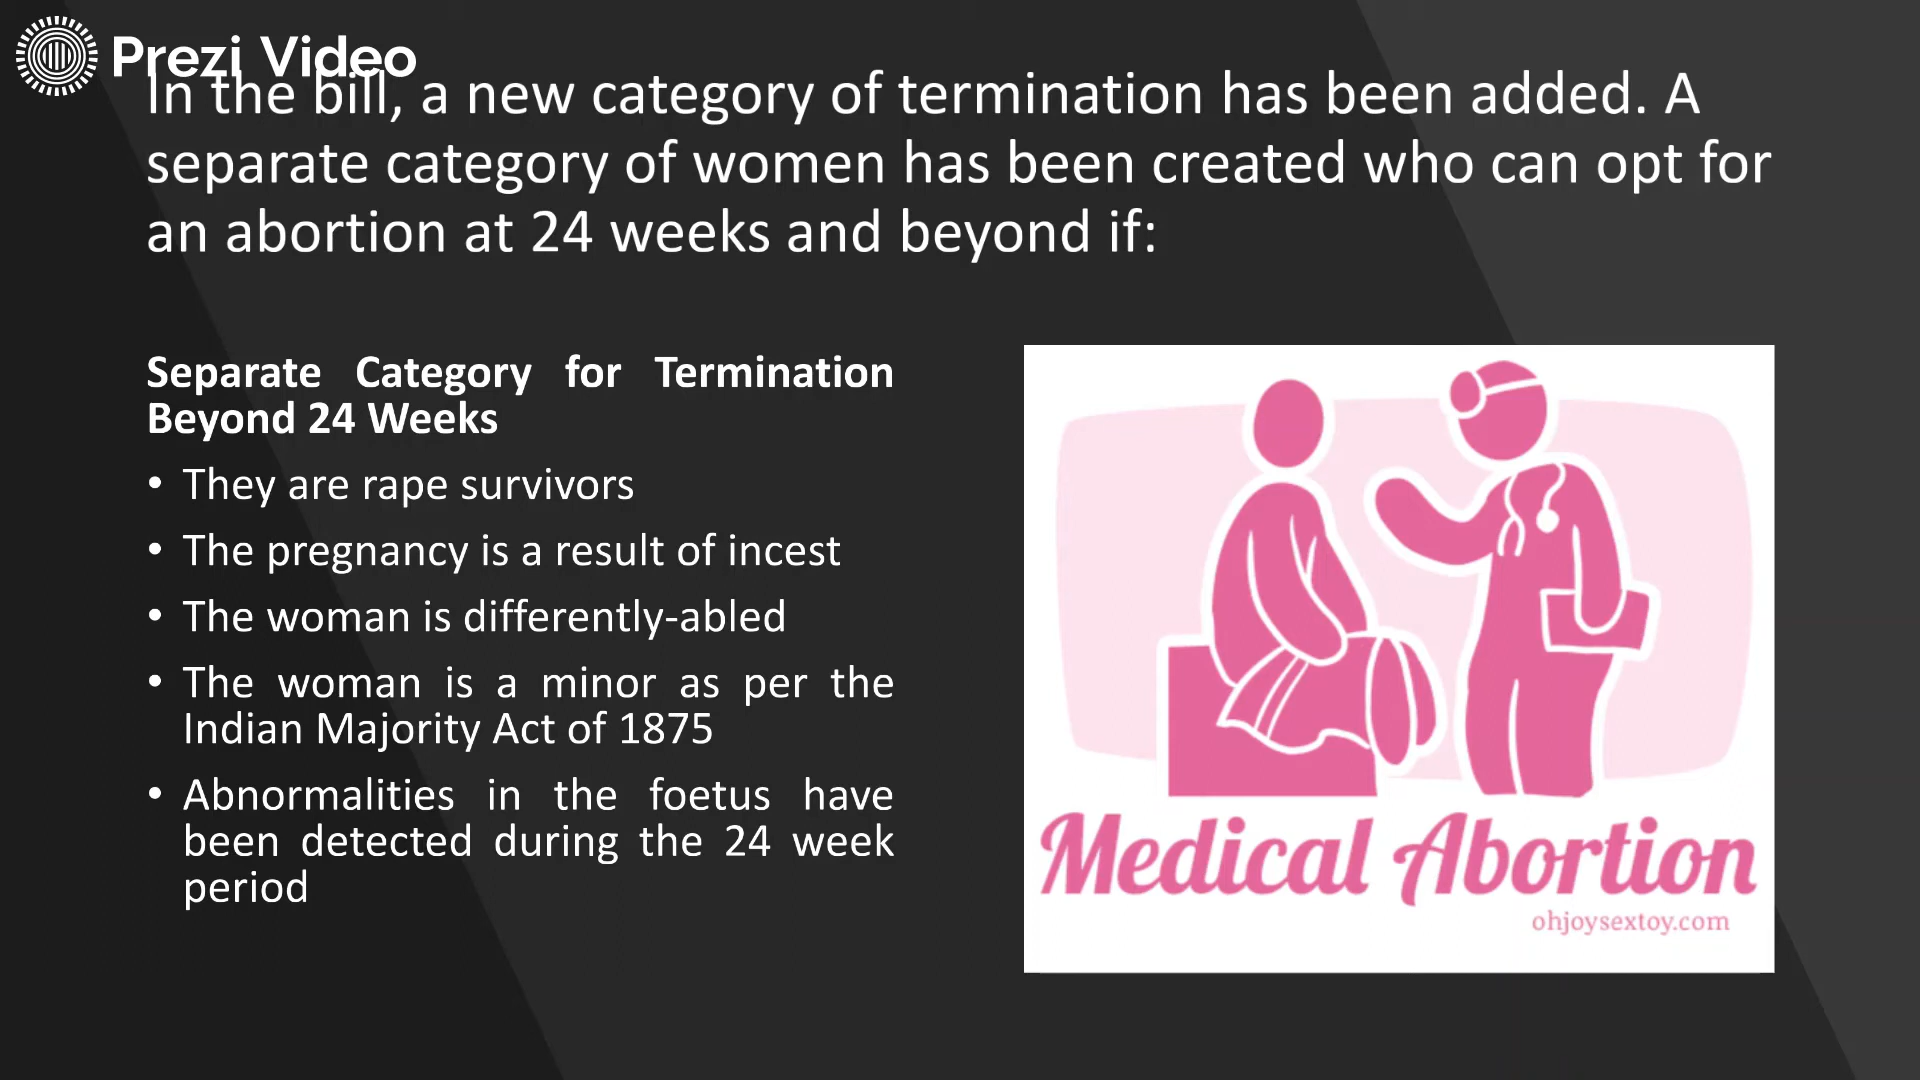 Prezi Video
In the bill, a new category of termination has been added. A
separate category of women has been created who can opt for
an abortion at 24 weeks and beyond if:
Separate Category for Termination
Beyond 24 Weeks
• They are rape survivors
• The pregnancy is a result of incest
• The woman is differently-abled
• The woman is a minor as per the
Indian Majority Act of 1875
• Abnormalities in the foetus have
been detected during the 24 week
period
Medical Abortion
ohjoysextoy.com